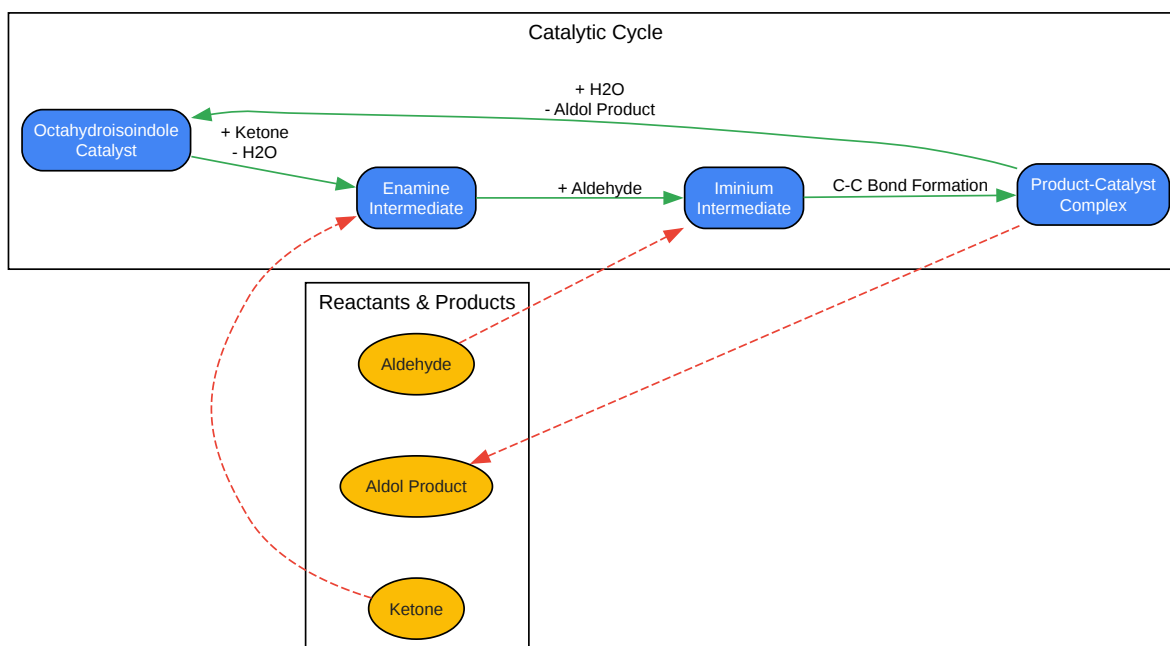 Catalytic Cycle
+ H2O
- Aldol Product
Octahydroisoindole
Catalyst
+ Ketone
- H2O
Enamine
Intermediate
+ Aldehyde
Iminium
Intermediate
C-C Bond Formation
Product-Catalyst
Complex
Reactants & Products
Aldehyde
Aldol Product
Ketone